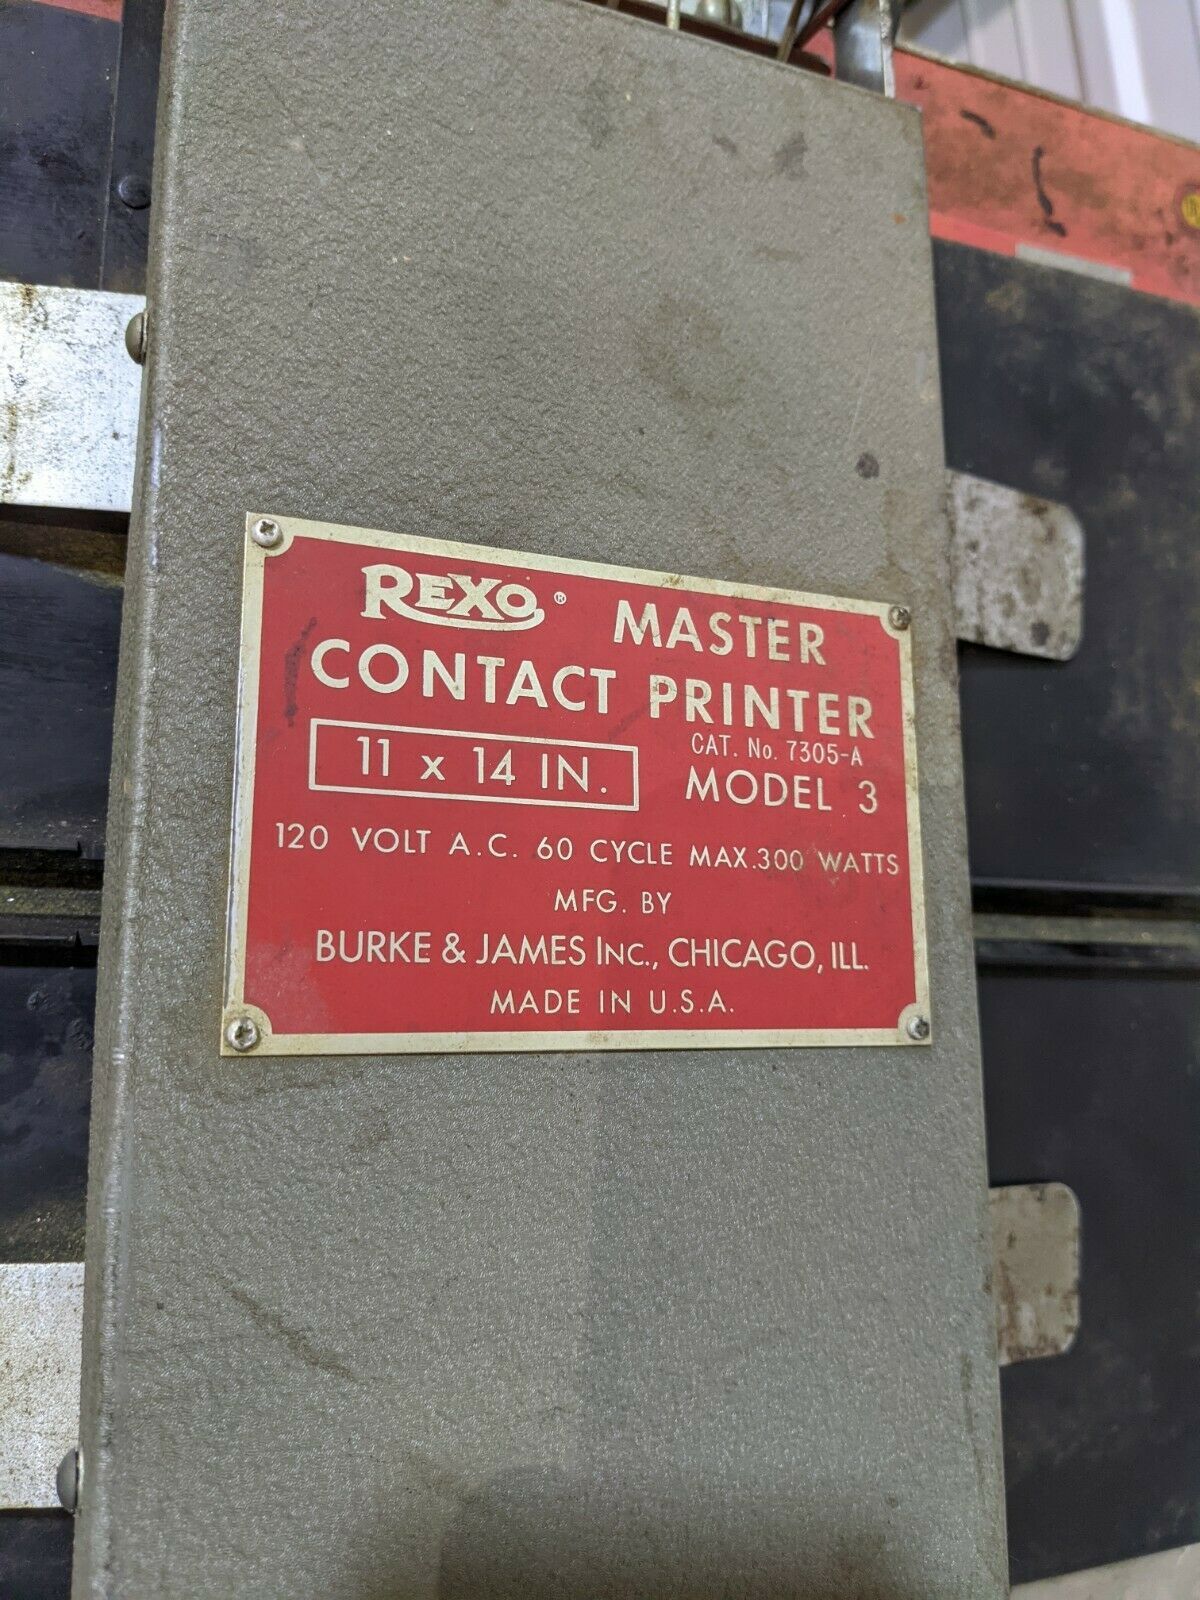 REXO ® MASTER
CONTACT PRINTER
11 x 14 IN.
CAT. No. 7305-A
MODEL 3
120 VOLT A.C. 60 CYCLE MAX.300 WATTS
MFG. BY
BURKE & JAMES INC., CHICAGO, ILL.
MADE IN U.S.A.